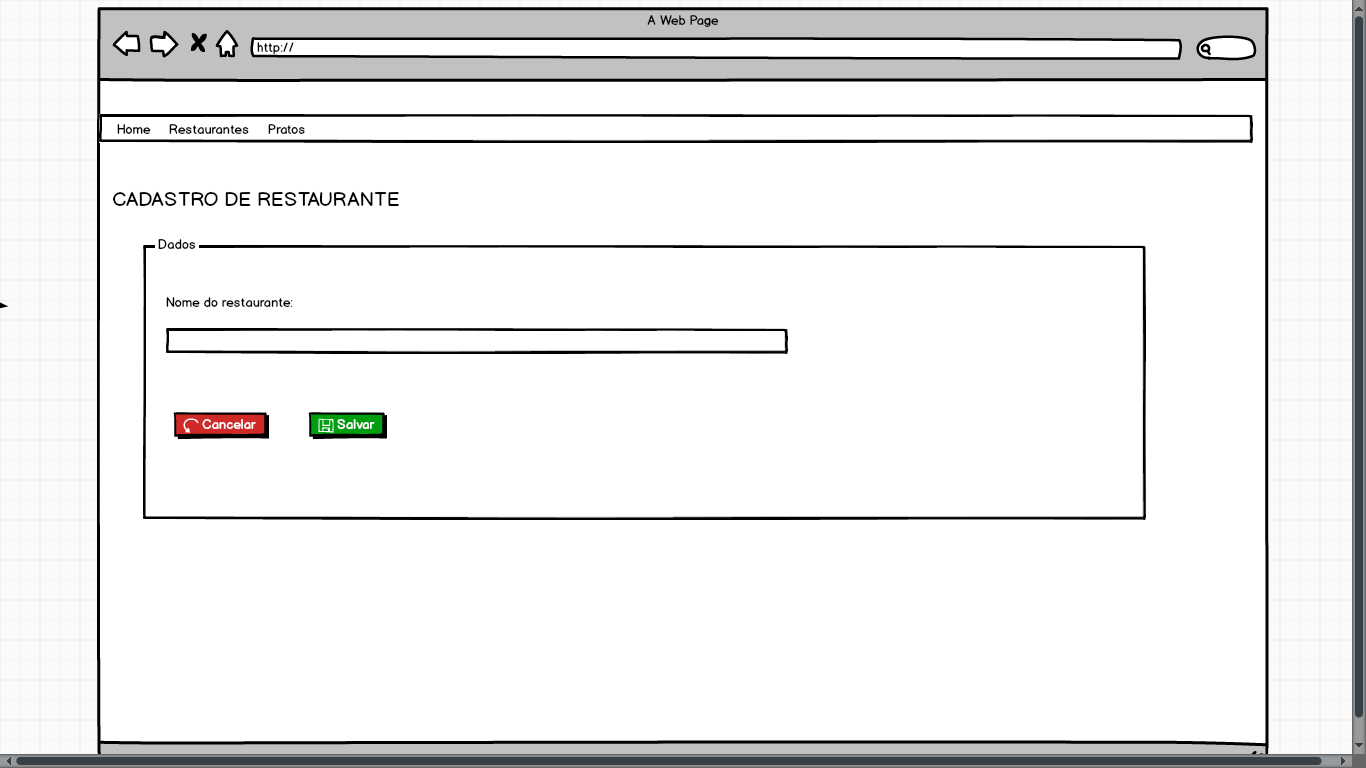 A Web Page
http://
Home Restaurantes Pratos
CADASTRO DE RESTAURANTE
Dados
Nome do restaurante:
Cancelar Salvar